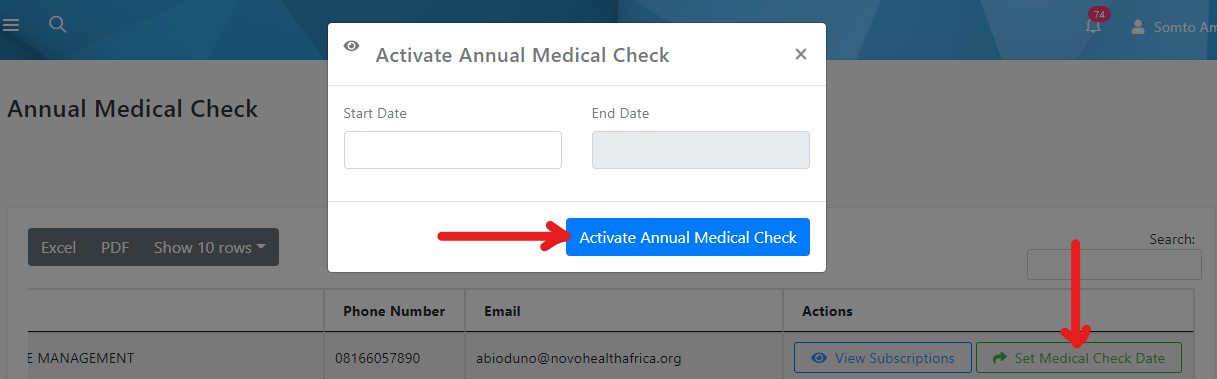 74
Somto Am
Activate Annual Medical Check ×
Annual Medical Check
Start Date End Date
Activate Annual Medical Check
Excel PDF Show 10 rows
Search:
Phone Number Email Actions
E MANAGEMENT 08166057890 abioduno@novohealthafrica.org View Subscriptions Set Medical Check Date